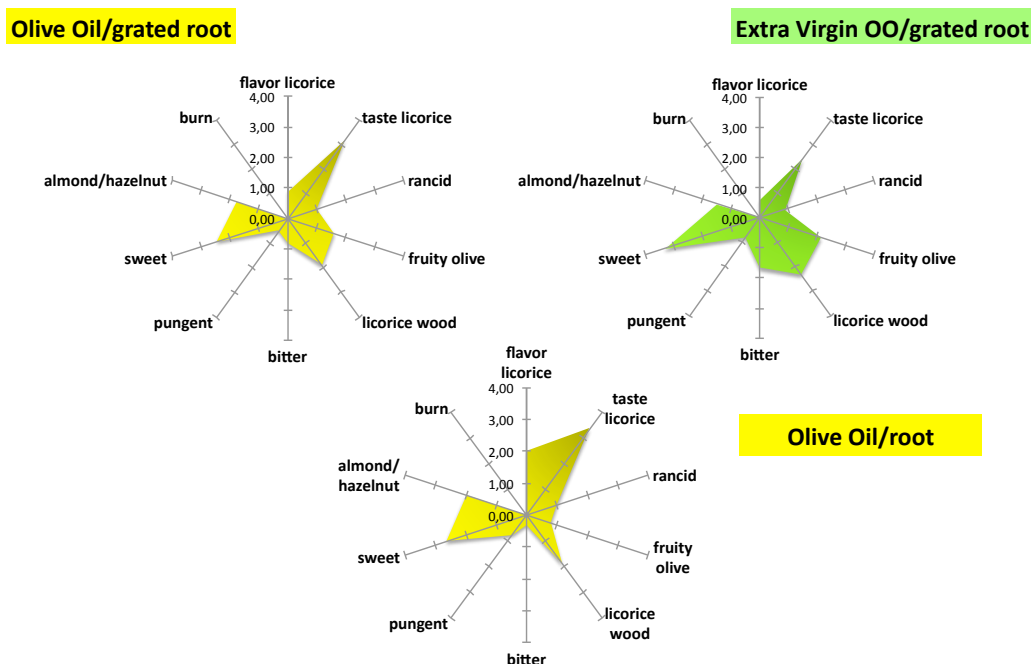 Olive Oil/grated root
Extra Virgin OO/grated root
flavor licorice
4,00
3,00
2,00
1,00
0,00
burn
taste licorice
almond/hazelnut
rancid
sweet
fruity olive
pungent
licorice wood
bitter
flavor licorice
4,00
3,00
2,00
1,00
0,00
burn
taste licorice
almond/hazelnut
rancid
sweet
fruity olive
pungent
licorice wood
bitter
flavor
licorice
4,00
3,00
2,00
1,00
0,00
burn
taste
licorice
almond/
hazelnut
rancid
sweet
fruity
olive
pungent
licorice
wood
bitter
Olive Oil/root